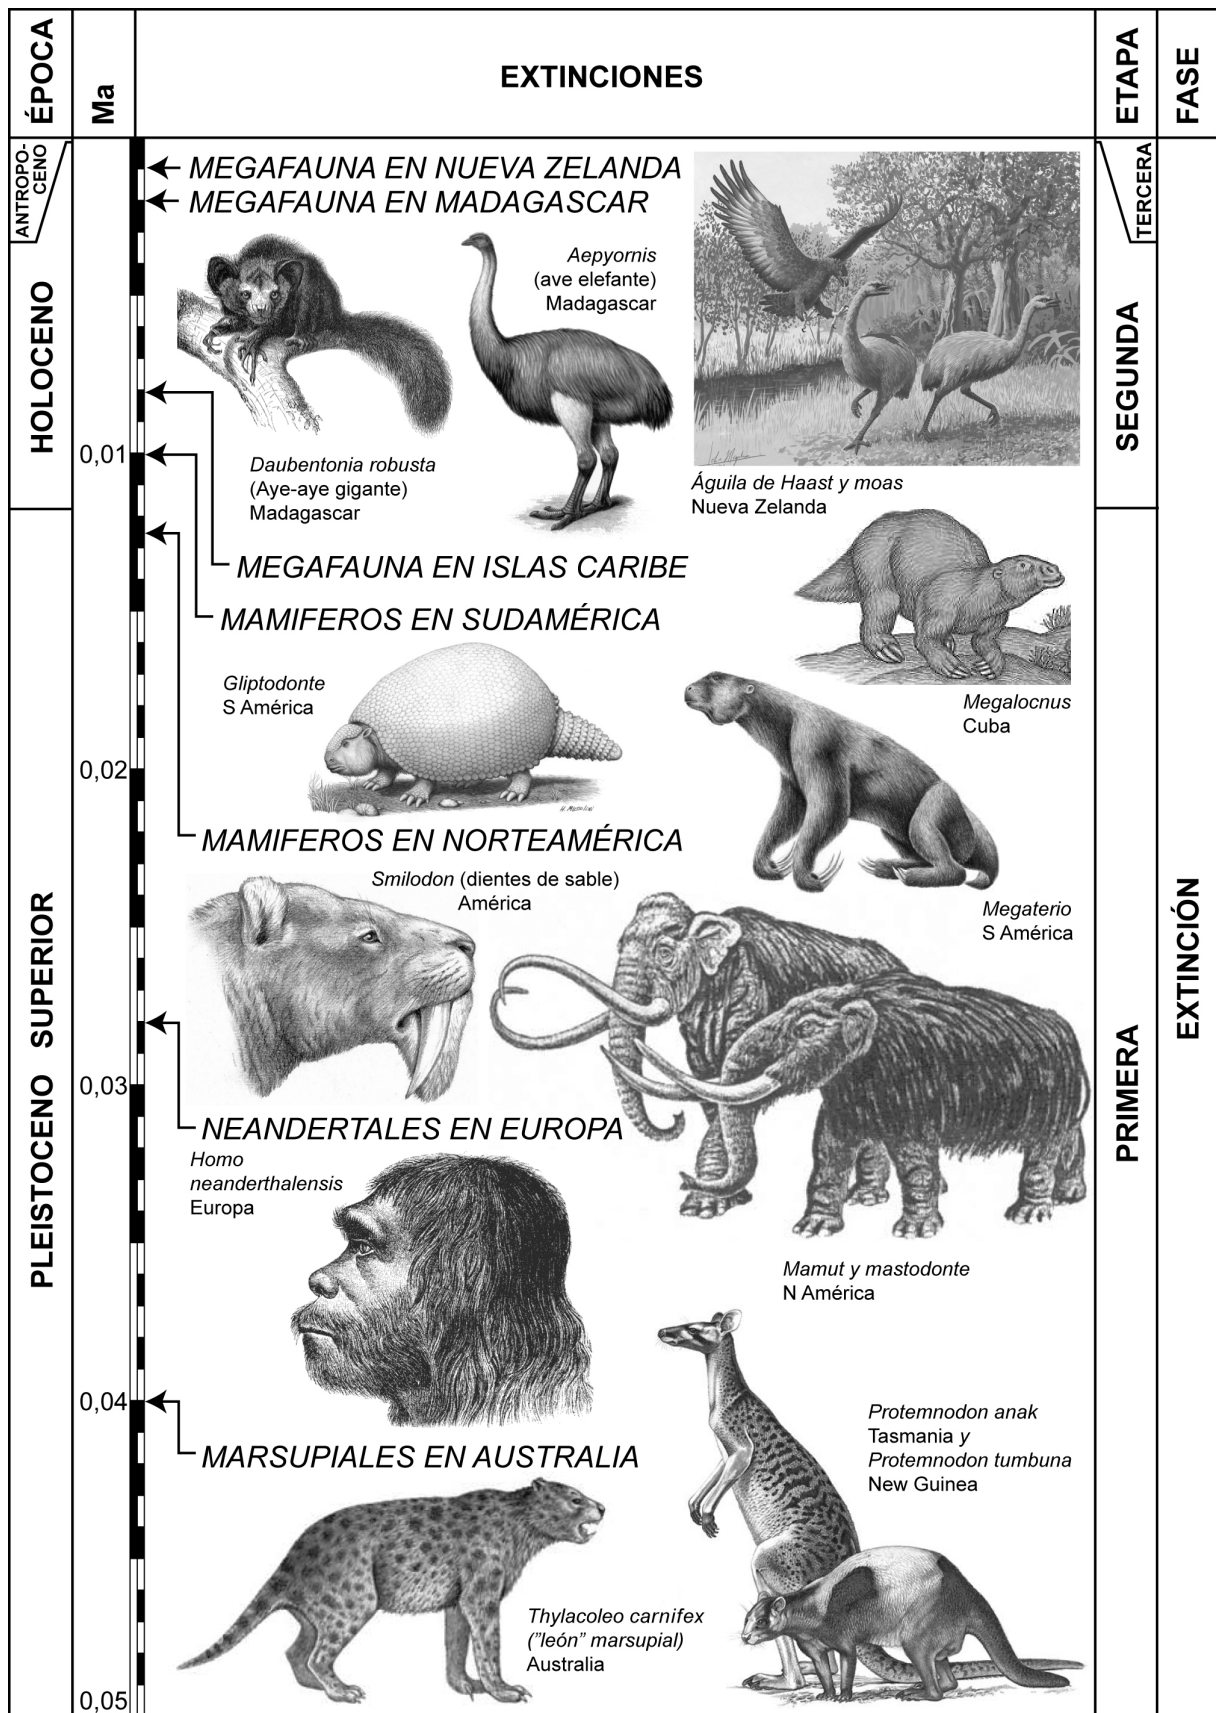 ÉPOCA
Ma
EXTINCIONES
ETAPA
FASE
ANTROPO-
CENO
HOLOCENO
PLEISTOCENO SUPERIOR
0,01
0,02
0,03
0,04
0,05
MEGAFAUNA EN NUEVA ZELANDA
MEGAFAUNA EN MADAGASCAR
Aepyornis
(ave elefante)
Madagascar
Daubentonia robusta
(Aye-aye gigante)
Madagascar
Águila de Haast y moas
Nueva Zelanda
MEGAFAUNA EN ISLAS CARIBE
MAMIFEROS EN SUDAMÉRICA
Gliptodonte
S América
Megalocnus
Cuba
MAMIFEROS EN NORTEAMÉRICA
Smilodon (dientes de sable)
América
Megaterio
S América
NEANDERTALES EN EUROPA
Homo
neanderthalensis
Europa
Mamut y mastodonte
N América
MARSUPIALES EN AUSTRALIA
Protemnodon anak
Tasmania y
Protemnodon tumbuna
New Guinea
Thylacoleo carnifex
("león" marsupial)
Australia
TERCERA
SEGUNDA
PRIMERA
EXTINCIÓN